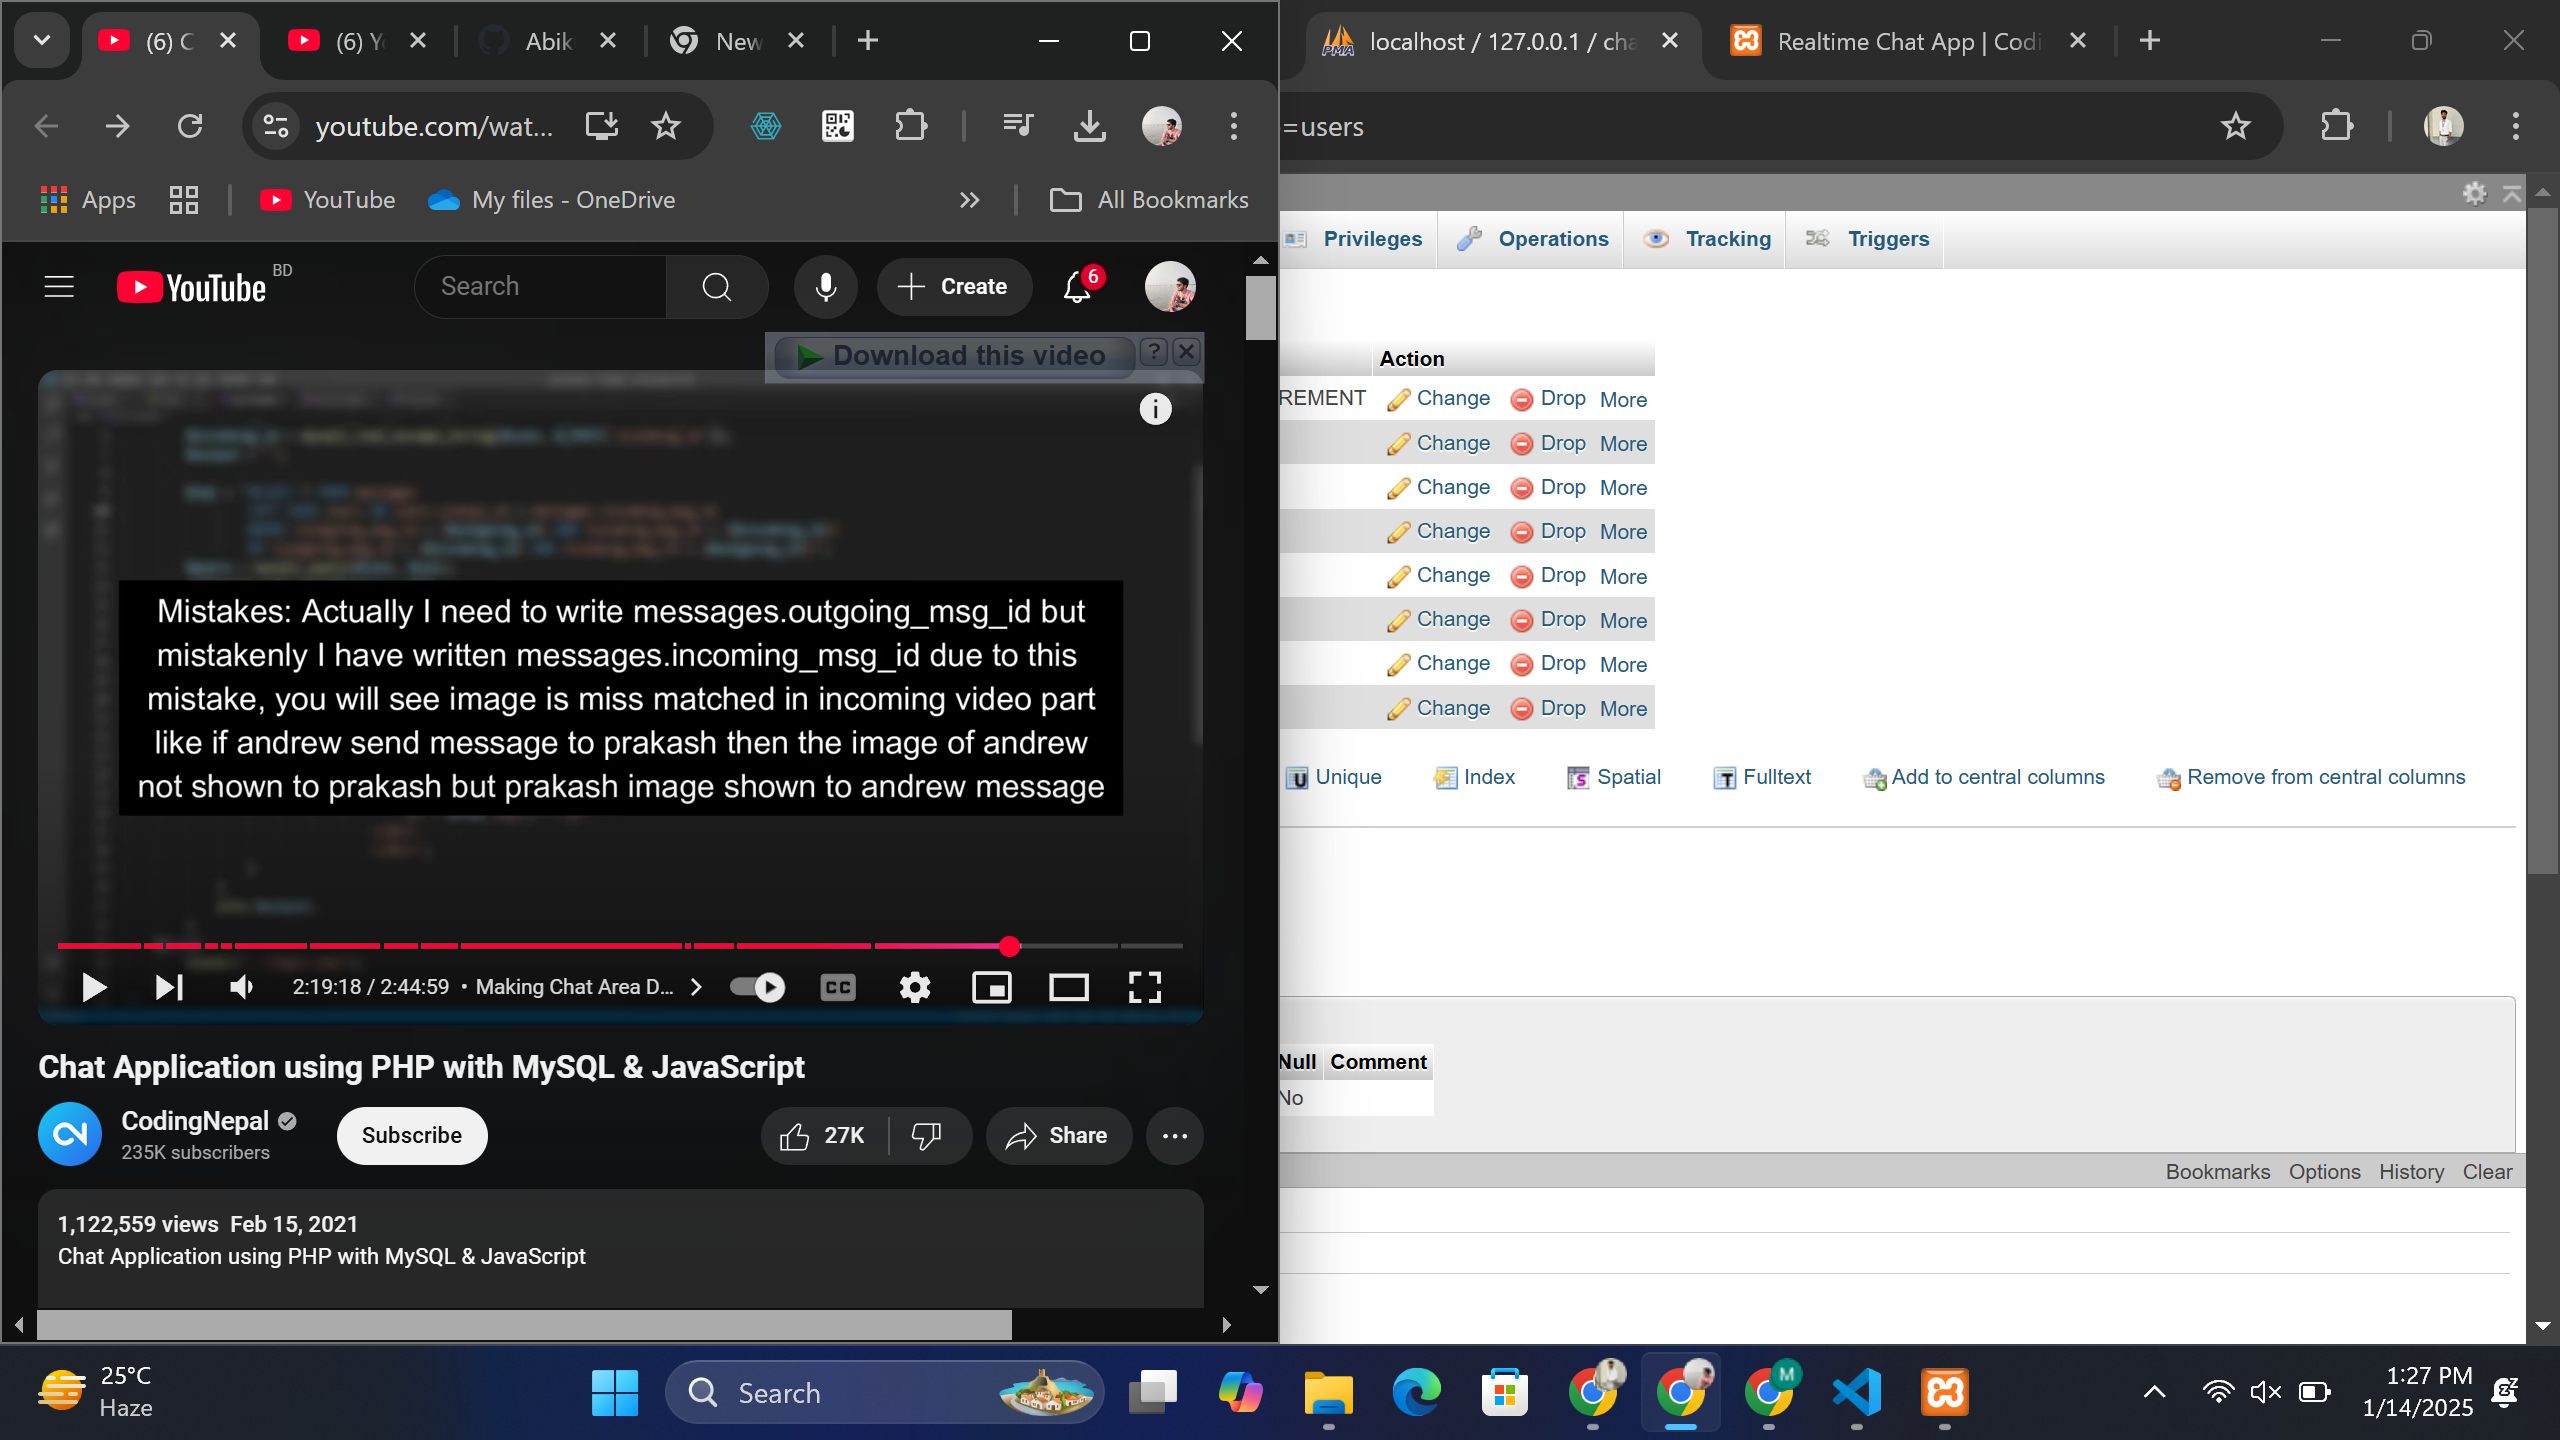 (6) C
(6) Y
Abik
New
youtube.com/wat...
Apps
YouTube
My files - OneDrive
All Bookmarks
YouTube BD
Search
Create
6
Download this video
?
Mistakes: Actually I need to write messages.outgoing_msg_id but
mistakenly I have written messages.incoming_msg_id due to this
mistake, you will see image is miss matched in incoming video part
like if andrew send message to prakash then the image of andrew
not shown to prakash but prakash image shown to andrew message
2:19:18 / 2:44:59 • Making Chat Area D...
CC
Chat Application using PHP with MySQL & JavaScript
CodingNepal
235K subscribers
Subscribe
27K
Share
1,122,559 views Feb 15, 2021
Chat Application using PHP with MySQL & JavaScript
PMA
localhost / 127.0.0.1 / cha
Realtime Chat App | Codi
=users
Privileges
Operations
Tracking
Triggers
Action
REMENT Change Drop More
Change Drop More
Change Drop More
Change Drop More
Change Drop More
Change Drop More
Change Drop More
Change Drop More
Unique
Index
Spatial
Fulltext
Add to central columns
Remove from central columns
Null Comment
No
Bookmarks Options History Clear
25°C
Haze
Search
M
1:27 PM
1/14/2025